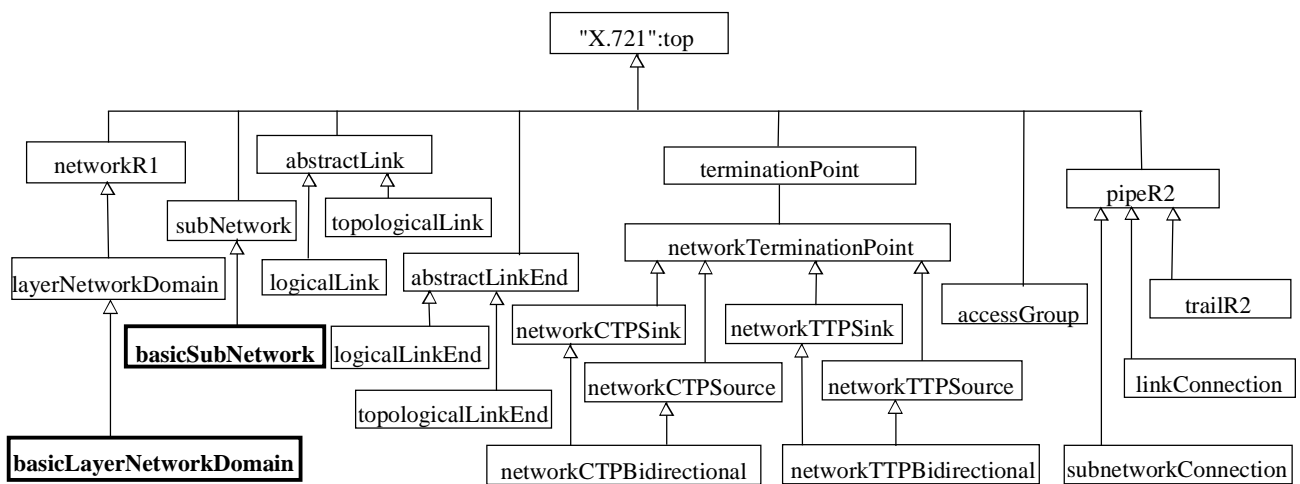 "X.721":top
networkR1
abstractLink
terminationPoint
pipeR2
subNetwork
topologicalLink
networkTerminationPoint
layerNetworkDomain
logicalLink
abstractLinkEnd
accessGroup
trailR2
basicSubNetwork
logicalLinkEnd
networkCTPSink
networkTTPSink
networkCTPSource
networkTTPSource
linkConnection
topologicalLinkEnd
basicLayerNetworkDomain
networkCTPBidirectional
networkTTPBidirectional
subnetworkConnection